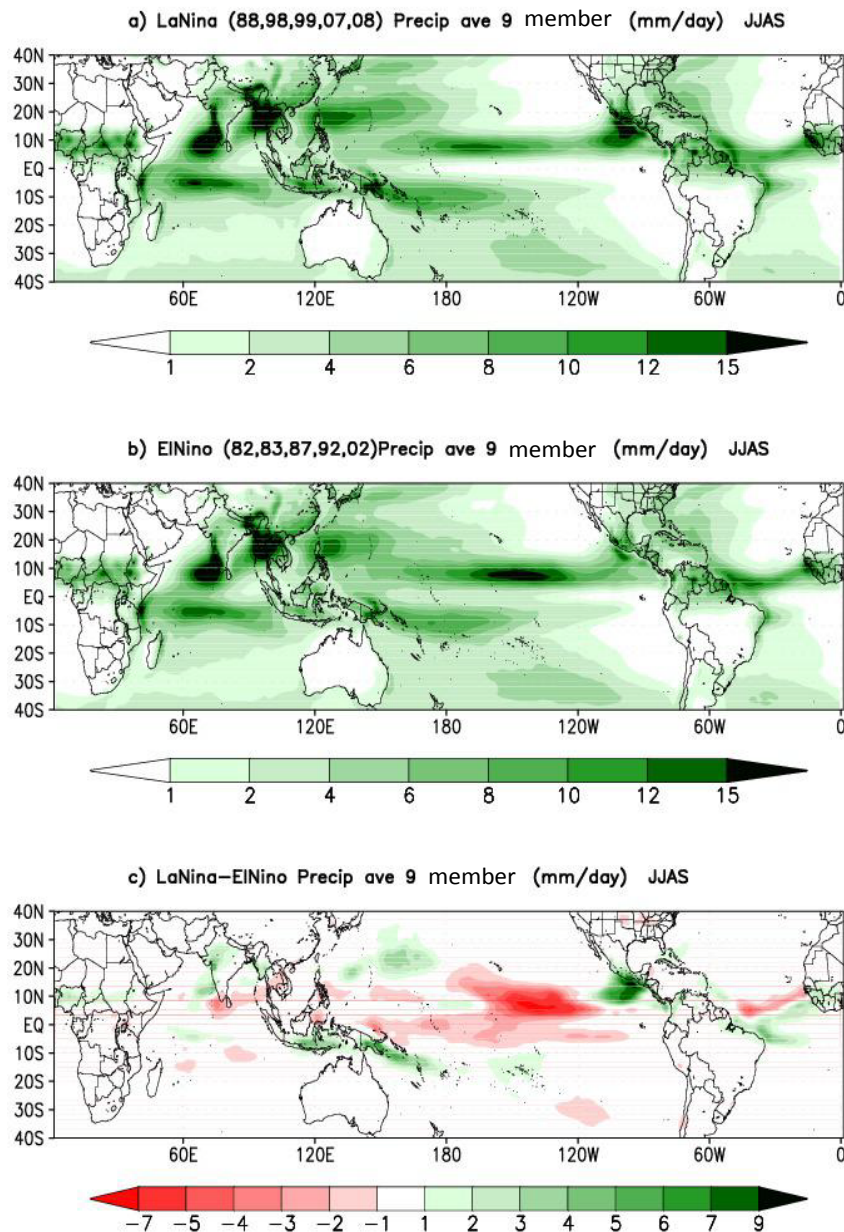 a) LaNina (88,98,99,07,08) Precip ave 9 member (mm/day) JJAS
40N
30N
20N
10N
EQ
10S
20S
30S
40S
60E 120E 180 120W 60W 0
1 2 4 6 8 10 12 15
b) ElNino (82,83,87,92,02)Precip ave 9 member (mm/day) JJAS
40N
30N
20N
10N
EQ
10S
20S
30S
40S
60E 120E 180 120W 60W 0
1 2 4 6 8 10 12 15
c) LaNina-ElNino Precip ave 9 member (mm/day) JJAS
40N
30N
20N
10N
EQ
10S
20S
30S
40S
60E 120E 180 120W 60W 0
-7 -5 -4 -3 -2 -1 1 2 3 5 6 7 9